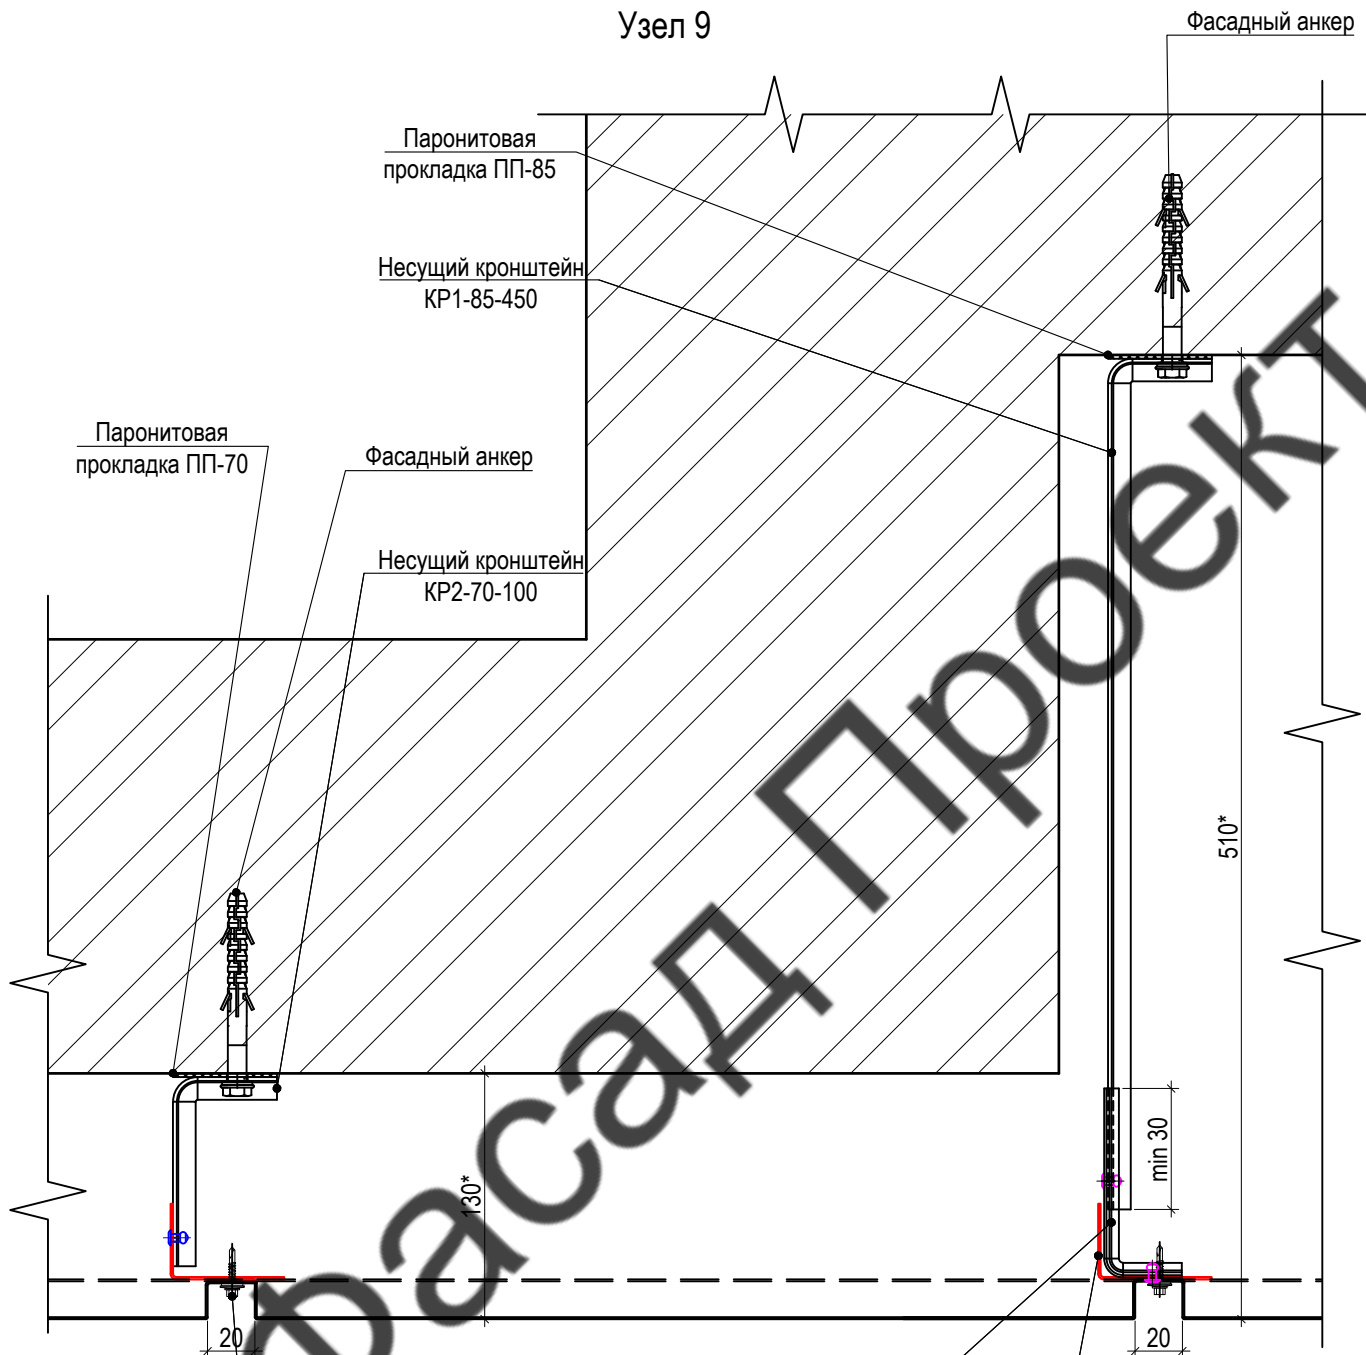 Узел 9
Фасадный анкер
Паронитовая
прокладка ПП-85
Несущий кронштейн
КР1-85-450
Паронитовая
прокладка ПП-70
Фасадный анкер
Несущий кронштейн
КР2-70-100
510*
min 30
130*
20
20
Фасад Проект